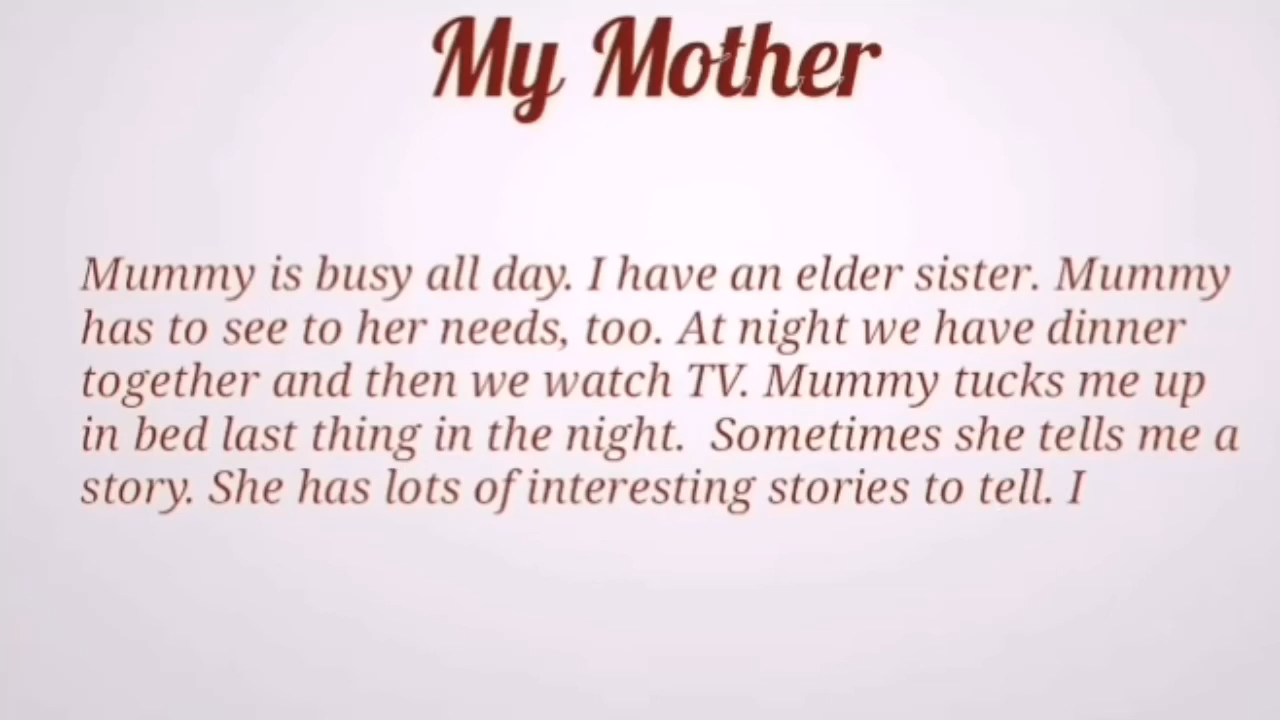 My Mother
Mummy is busy all day. I have an elder sister. Mummy
has to see to her needs, too. At night we have dinner
together and then we watch TV. Mummy tucks me up
in bed last thing in the night.  Sometimes she tells me a
story. She has lots of interesting stories to tell. I